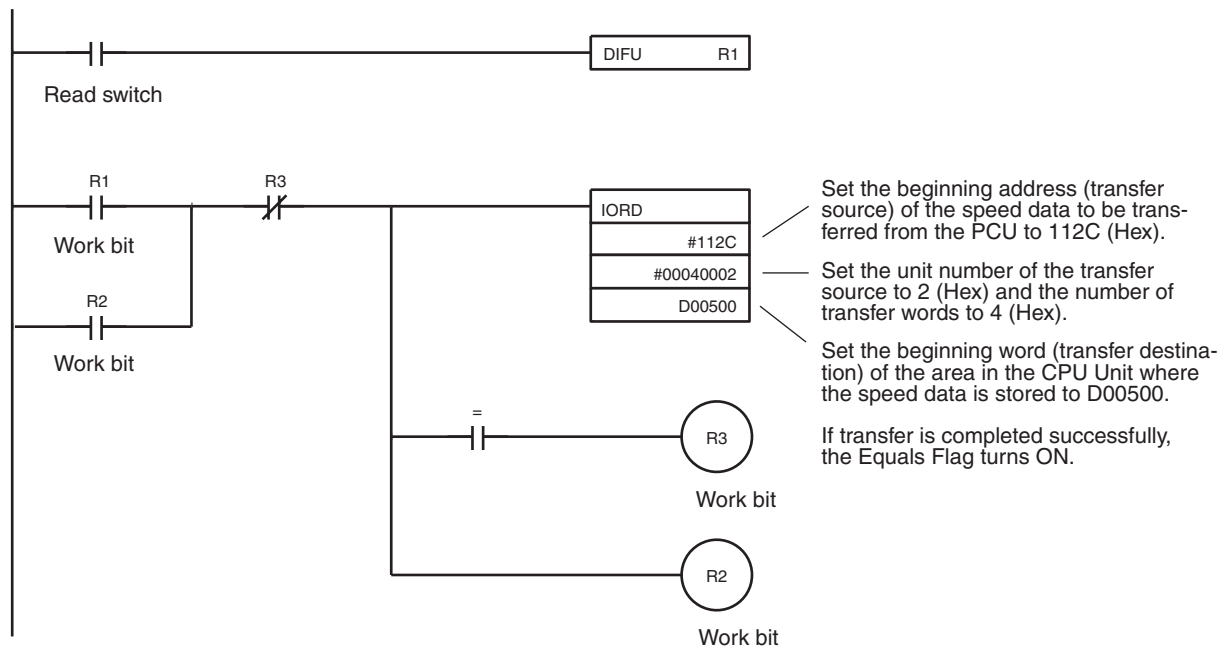 DIFU R1
Read switch
R1
R3
Work bit
R2
Work bit
IORD
#112C
#00040002
D00500
Set the beginning address (transfer
source) of the speed data to be trans-
ferred from the PCU to 112C (Hex).
Set the unit number of the transfer
source to 2 (Hex) and the number of
transfer words to 4 (Hex).
Set the beginning word (transfer destina-
tion) of the area in the CPU Unit where
the speed data is stored to D00500.
If transfer is completed successfully,
the Equals Flag turns ON.
=
R3
Work bit
R2
Work bit